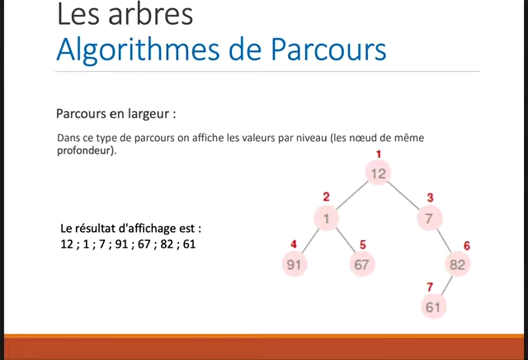 Les arbres
Algorithmes de Parcours
Parcours en largeur :
Dans ce type de parcours on affiche les valeurs par niveau (les nœud de même
profondeur).
1
12
2
3
1
7
Le résultat d'affichage est :
12 ; 1 ; 7 ; 91 ; 67 ; 82 ; 61
4
5
6
91
67
82
7
61